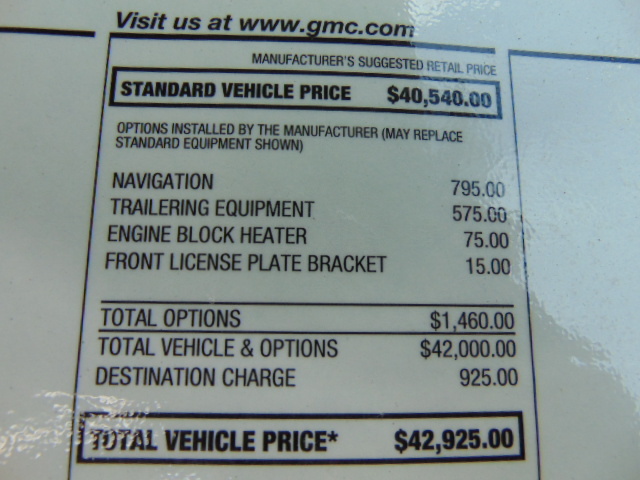 Visit us at www.gmc.com
MANUFACTURER'S SUGGESTED RETAIL PRICE
STANDARD VEHICLE PRICE $40,540.00
OPTIONS INSTALLED BY THE MANUFACTURER (MAY REPLACE
STANDARD EQUIPMENT SHOWN)
NAVIGATION 795.00
TRAILERING EQUIPMENT 575.00
ENGINE BLOCK HEATER 75.00
FRONT LICENSE PLATE BRACKET 15.00
TOTAL OPTIONS $1,460.00
TOTAL VEHICLE & OPTIONS $42,000.00
DESTINATION CHARGE 925.00
TOTAL VEHICLE PRICE* $42,925.00